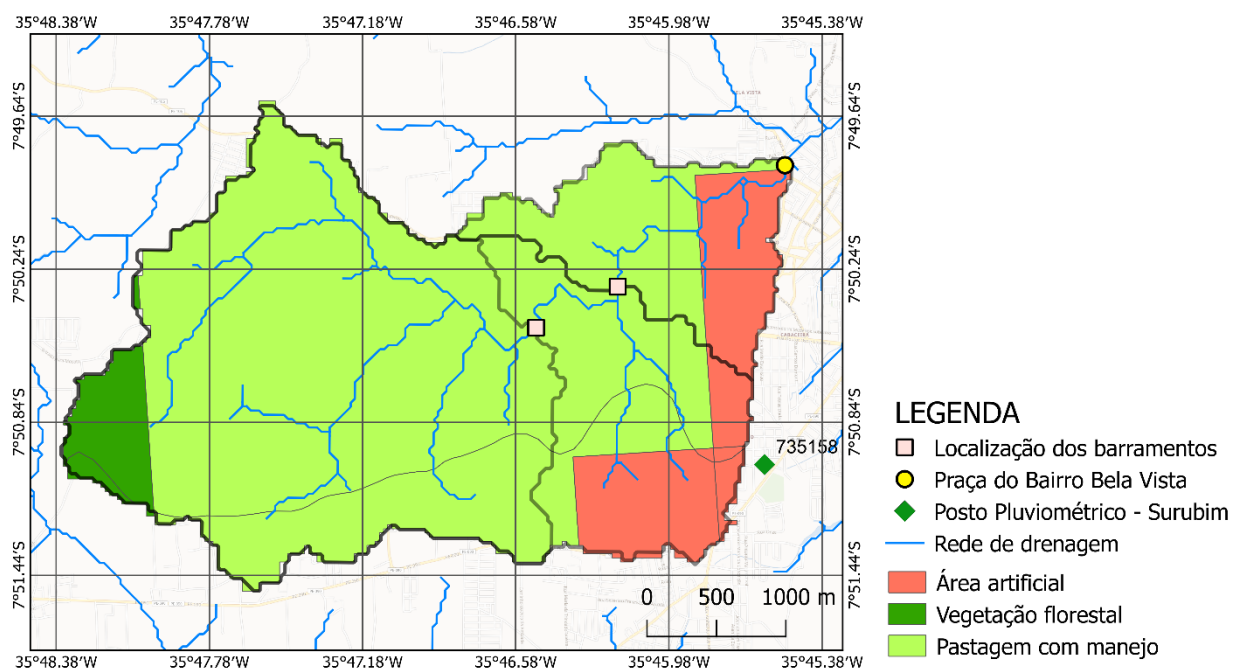 35°48.38′W 35°47.78′W 35°47.18′W 35°46.58′W 35°45.98′W 35°45.38′W
7°49.64′S 7°49.64′S
7°50.24′S 7°50.24′S
7°50.84′S 7°50.84′S
735158
7°51.44′S 7°51.44′S
0 500 1000 m
35°48.38′W 35°47.78′W 35°47.18′W 35°46.58′W 35°45.98′W 35°45.38′W
LEGENDA
Localização dos barramentos
Praça do Bairro Bela Vista
Posto Pluviométrico - Surubim
Rede de drenagem
Área artificial
Vegetação florestal
Pastagem com manejo